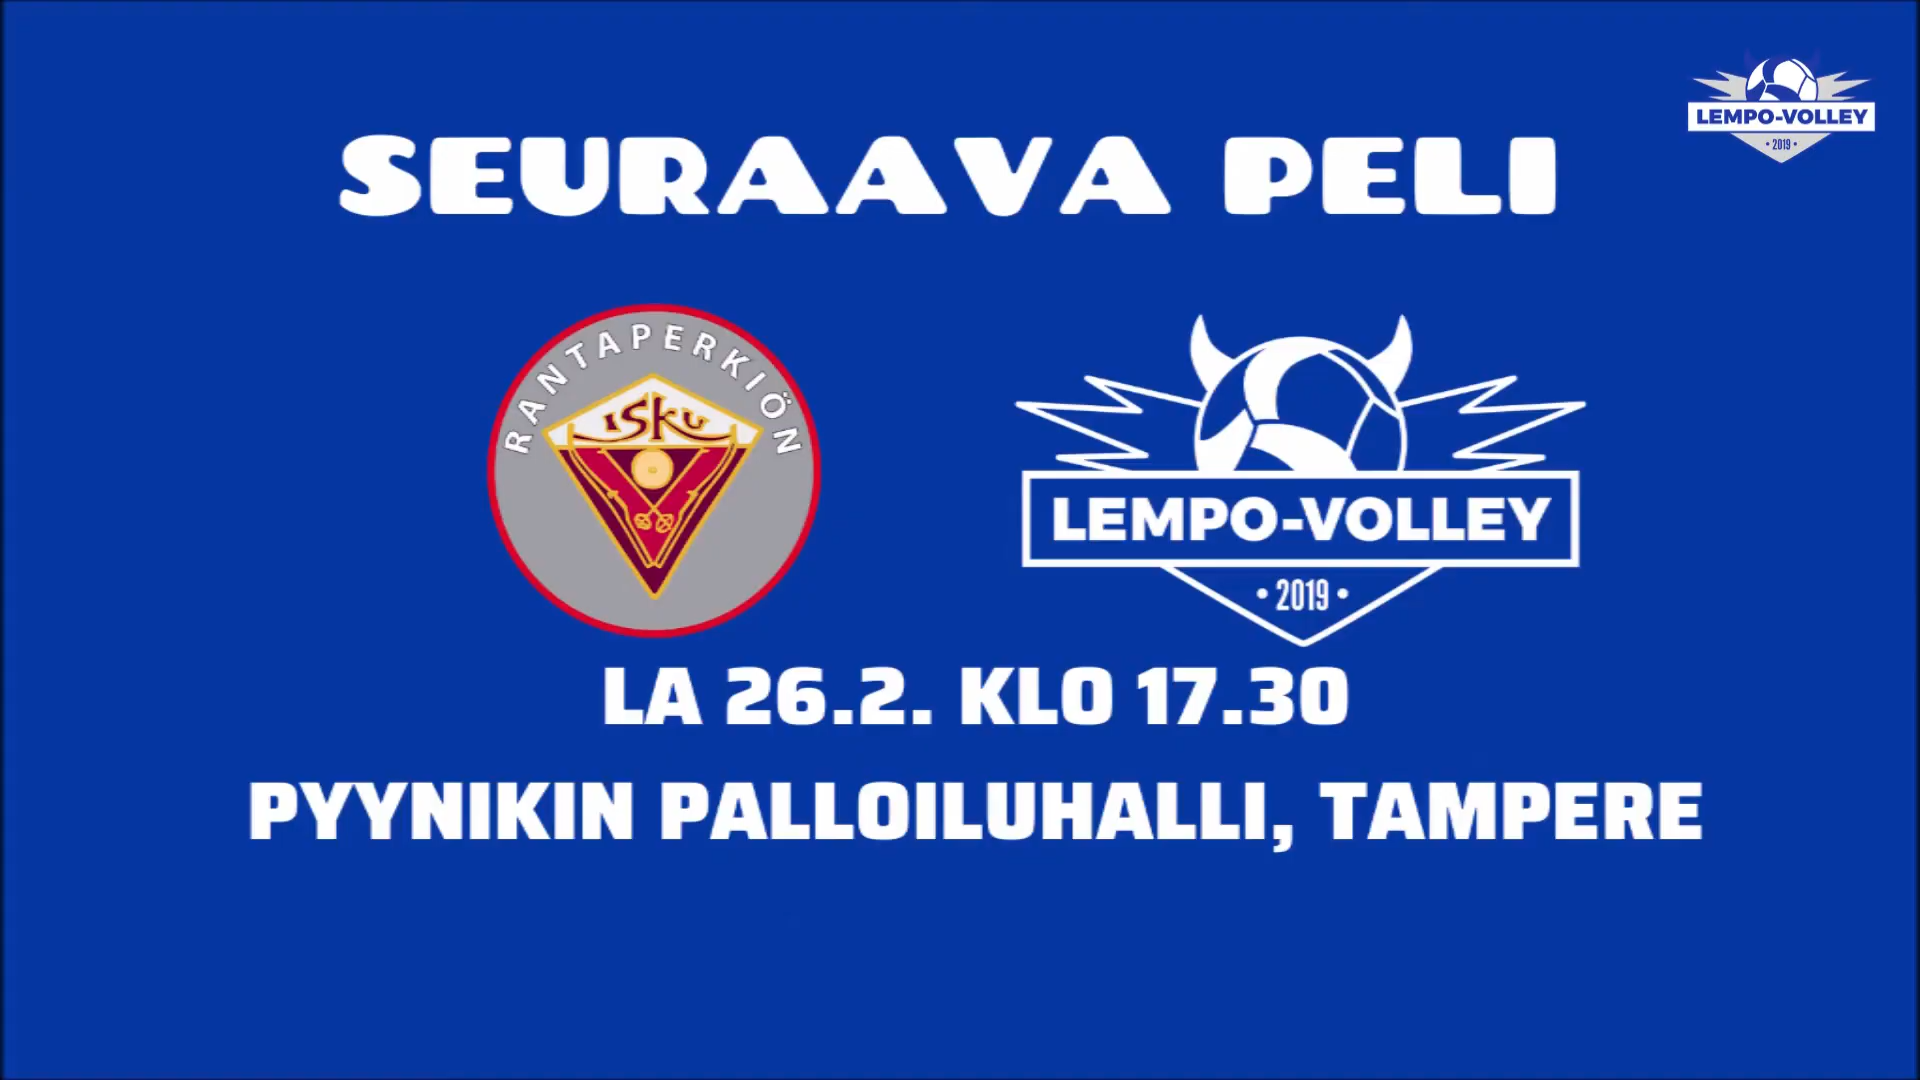 LEMPO-VOLLEY
• 2019 •
SEURAAVA PELI
RANTAPERKIÖN
ISKU
LEMPO-VOLLEY
• 2019 •
LA 26.2. KLO 17.30
PYYNIKIN PALLOILUHALLI, TAMPERE